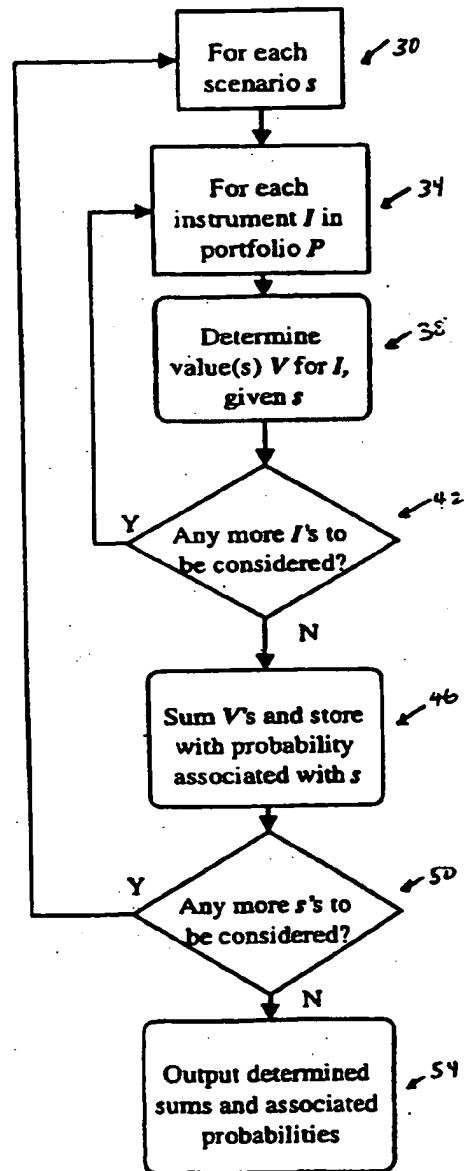 For each
scenario s
30
For each
instrument I in
portfolio P
34
Determine
value(s) V for I,
given s
38
Any more I's to
be considered?
42
Y
N
Sum V's and store
with probability
associated with s
46
Any more s's to
be considered?
50
Y
N
Output determined
sums and associated
probabilities
54